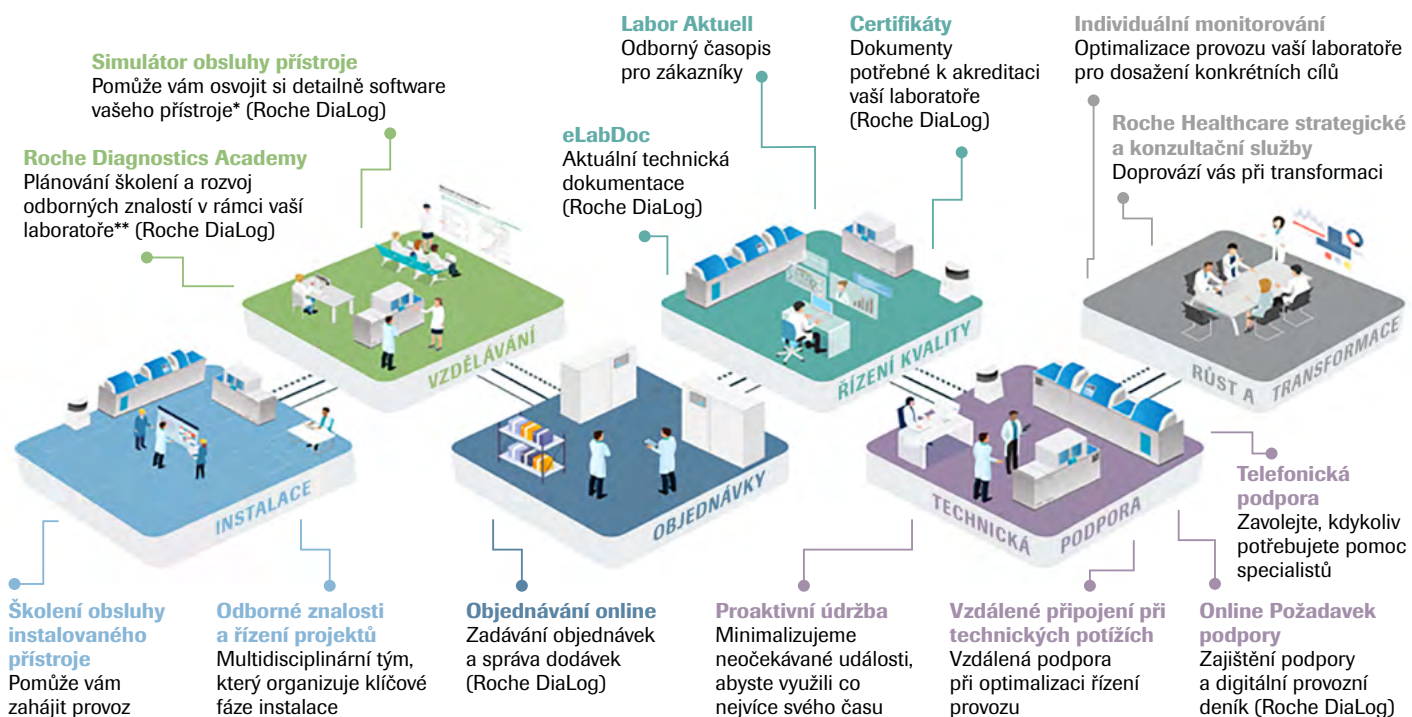 Labor Aktuell
Odborný časopis
pro zákazníky
Certifikáty
Dokumenty
potřebné k akreditaci
vaší laboratoře
(Roche DiaLog)
Individuální monitorování
Optimalizace provozu vaší laboratoře
pro dosažení konkrétních cílů
Simulátor obsluhy přístroje
Pomůže vám osvojit si detailně software
vašeho přístroje* (Roche DiaLog)
eLabDoc
Aktuální technická
dokumentace
(Roche DiaLog)
Roche Healthcare strategické
a konzultační služby
Doprovází vás při transformaci
Roche Diagnostics Academy
Plánování školení a rozvoj
odborných znalostí v rámci vaší
laboratoře** (Roche DiaLog)
VZDĚLÁVÁNÍ
ŘÍZENÍ KVALITY
RŮST A TRANSFORMACE
INSTALACE
OBJEDNÁVKY
TECHNICKÁ PODPORA
Telefonická
podpora
Zavolejte, kdykoliv
potřebujete pomoc
specialistů
Školení obsluhy
instalovaného
přístroje
Pomůže vám
zahájit provoz
Odborné znalosti
a řízení projektů
Multidisciplinární tým,
který organizuje klíčové
fáze instalace
Objednávání online
Zadávání objednávek
a správa dodávek
(Roche DiaLog)
Proaktivní údržba
Minimalizujeme
neočekávané události,
abyste využili co
nejvíce svého času
Vzdálené připojení při
technických potížích
Vzdálená podpora
při optimalizaci řízení
provozu
Online Požadavek
podpory
Zajištění podpory
a digitální provozní
deník (Roche DiaLog)